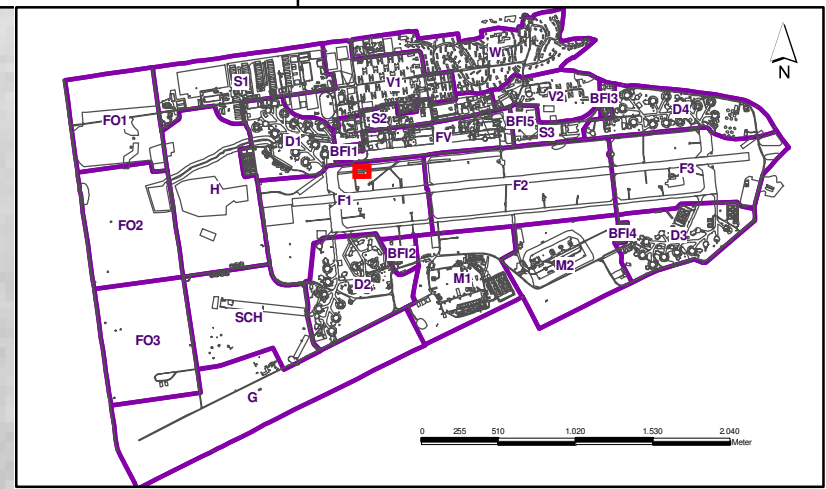 W
N
S1
V1
V2
BFI3
D4
FO1
S2
BFI5
S3
FV
D1
BFI1
H
F3
F2
F1
FO2
BFI4
D3
BFI2
M2
D2
M1
SCH
FO3
G
0 255 510 1.020 1.530 2.040
Meter